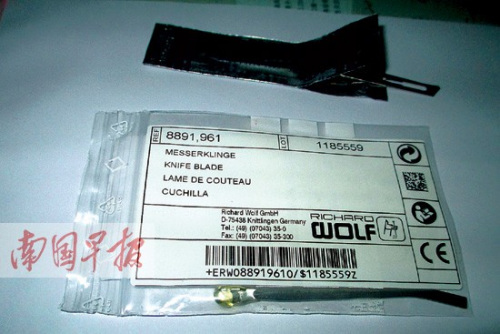 REF 8891,961 LOT 1185559
MESSERKLINGE
KNIFE BLADE
LAME DE COUTEAU
CUCHILLA
Richard Wolf GmbH
D-75438 Knittlingen Germany
Tel.: (49) (07043) 35-0
Fax: (49) (07043) 35-300
RICHARD
WOLF
CE
+ERW088919610/$1185559Z
南国早报